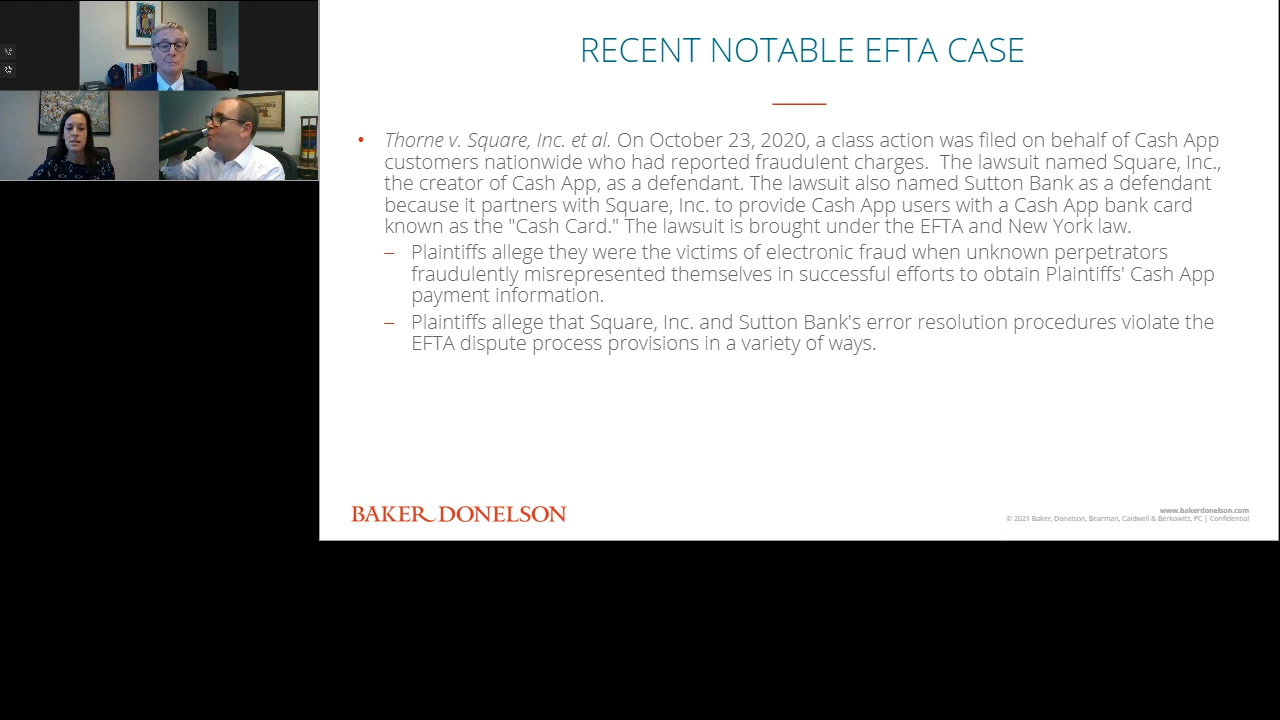 RECENT NOTABLE EFTA CASE
• Thorne v. Square, Inc. et al. On October 23, 2020, a class action was filed on behalf of Cash App
customers nationwide who had reported fraudulent charges.  The lawsuit named Square, Inc.,
the creator of Cash App, as a defendant. The lawsuit also named Sutton Bank as a defendant
because it partners with Square, Inc. to provide Cash App users with a Cash App bank card
known as the "Cash Card." The lawsuit is brought under the EFTA and New York law.
– Plaintiffs allege they were the victims of electronic fraud when unknown perpetrators
fraudulently misrepresented themselves in successful efforts to obtain Plaintiffs' Cash App
payment information.
– Plaintiffs allege that Square, Inc. and Sutton Bank's error resolution procedures violate the
EFTA dispute process provisions in a variety of ways.
BAKER DONELSON
www.bakerdonelson.com
© 2021 Baker, Donelson, Bearman, Caldwell & Berkowitz, PC | Confidential